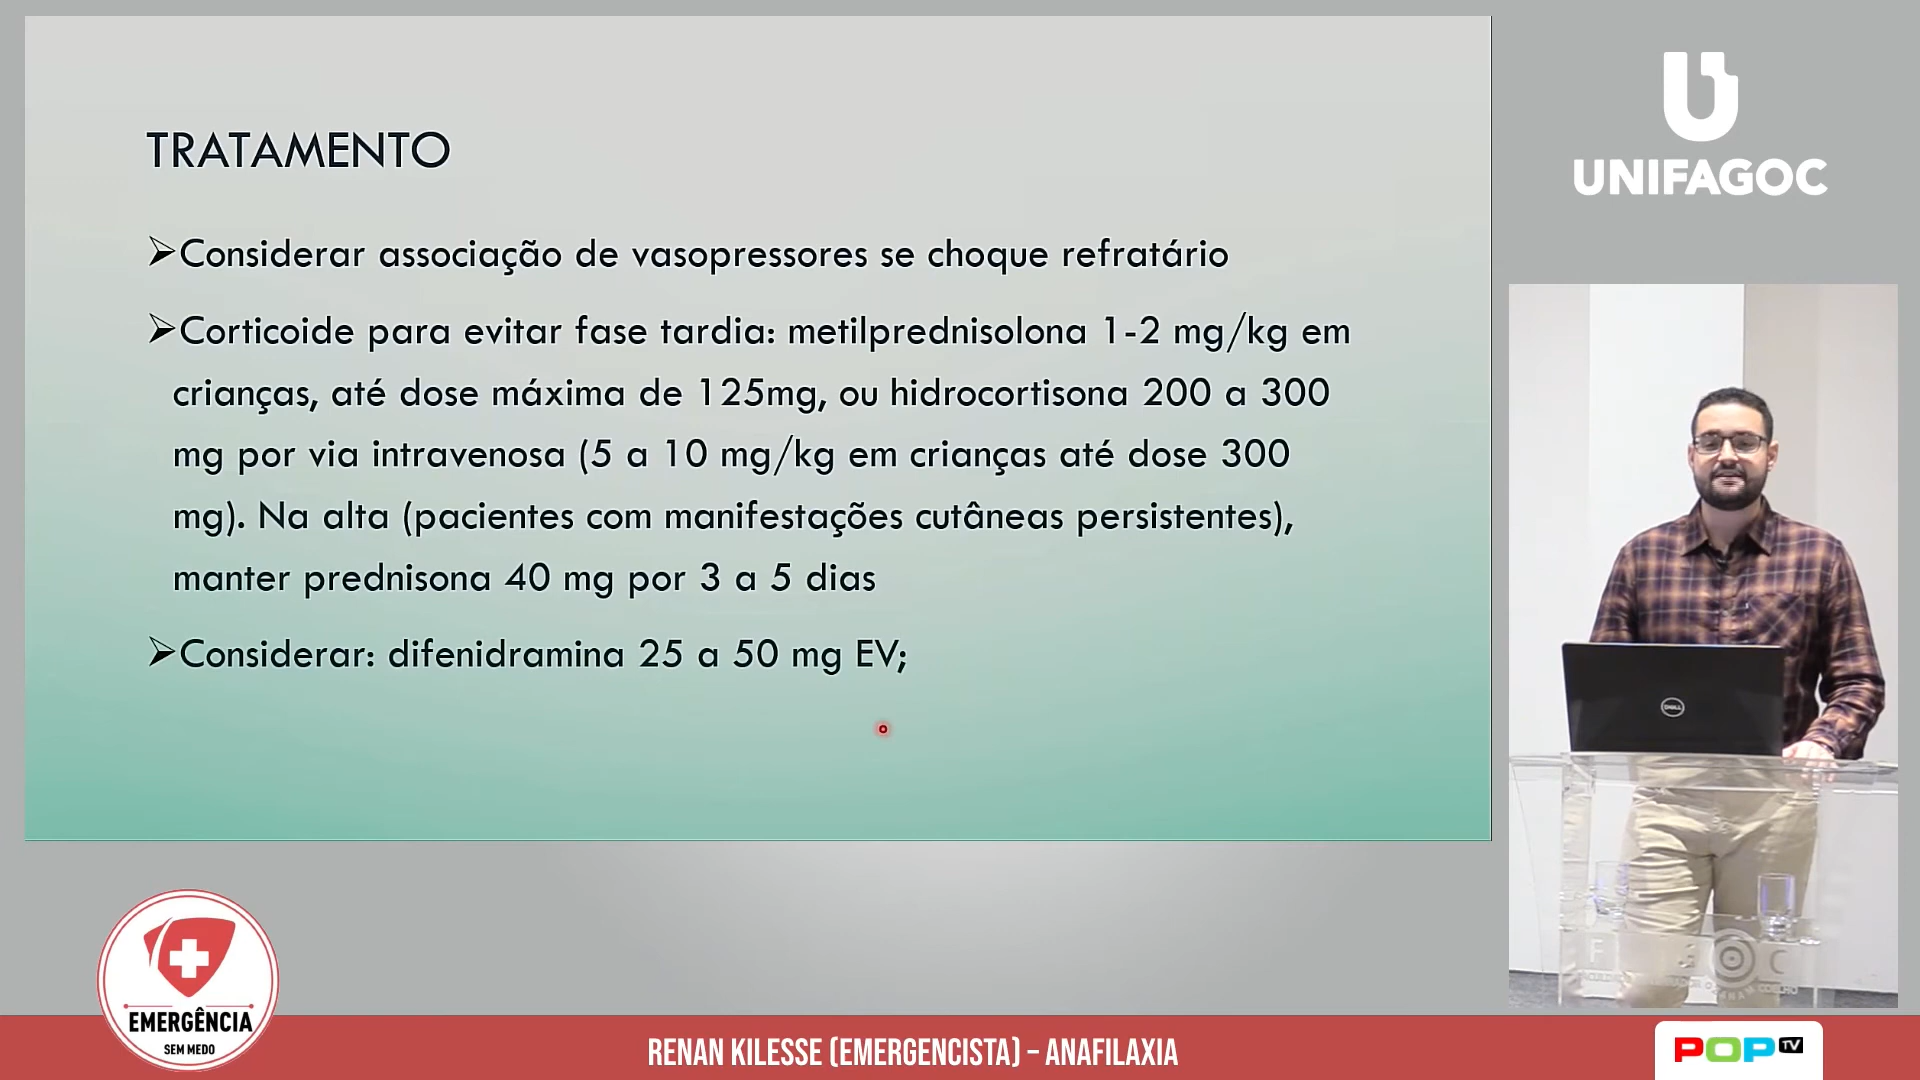 TRATAMENTO
➢Considerar associação de vasopressores se choque refratário
➢Corticoide para evitar fase tardia: metilprednisolona 1-2 mg/kg em
crianças, até dose máxima de 125mg, ou hidrocortisona 200 a 300
mg por via intravenosa (5 a 10 mg/kg em crianças até dose 300
mg). Na alta (pacientes com manifestações cutâneas persistentes),
manter prednisona 40 mg por 3 a 5 dias
➢Considerar: difenidramina 25 a 50 mg EV;
UNIFAGOC
DELL
EMERGÊNCIA
SEM MEDO
RENAN KILESSE (EMERGENCISTA) – ANAFILAXIA
POP TV